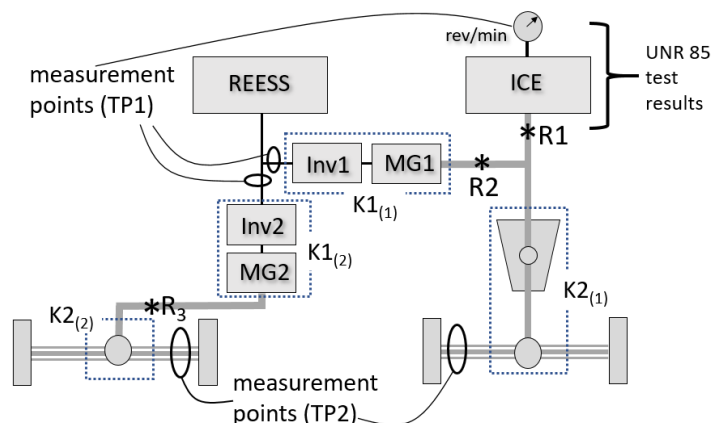 rev/min
UNR 85
test
results
measurement
points (TP1)
REESS
ICE
*R1
Inv1
MG1
*
R2
K1(1)
Inv2
MG2
K1(2)
K2(1)
K2(2)
*R3
measurement
points (TP2)